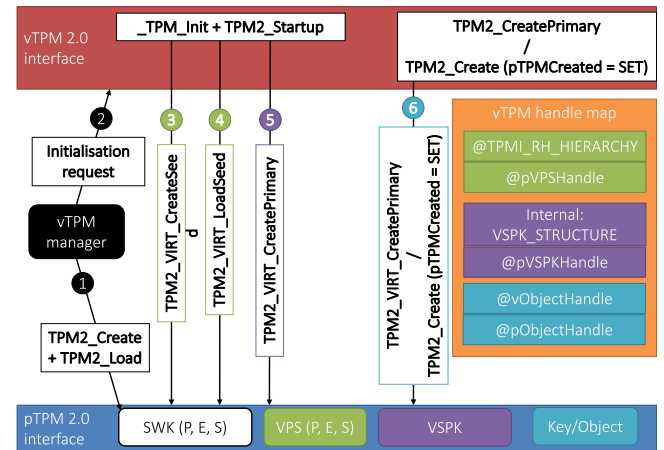 vTPM 2.0
interface
_TPM_Init + TPM2_Startup
TPM2_CreatePrimary
/
TPM2_Create (pTPMCreated = SET)
2
Initialisation
request
vTPM
manager
1
TPM2_Create
+ TPM2_Load
3
TPM2_VIRT_CreateSee
d
4
TPM2_VIRT_LoadSeed
5
TPM2_VIRT_CreatePrimary
6
TPM2_VIRT_CreatePrimary
/
TPM2_Create (pTPMCreated = SET)
vTPM handle map
@TPMI_RH_HIERARCHY
@pVPSHandle
Internal:
VSPK_STRUCTURE
@pVSPKHandle
@vObjectHandle
@pObjectHandle
pTPM 2.0
interface
SWK (P, E, S)
VPS (P, E, S)
VSPK
Key/Object